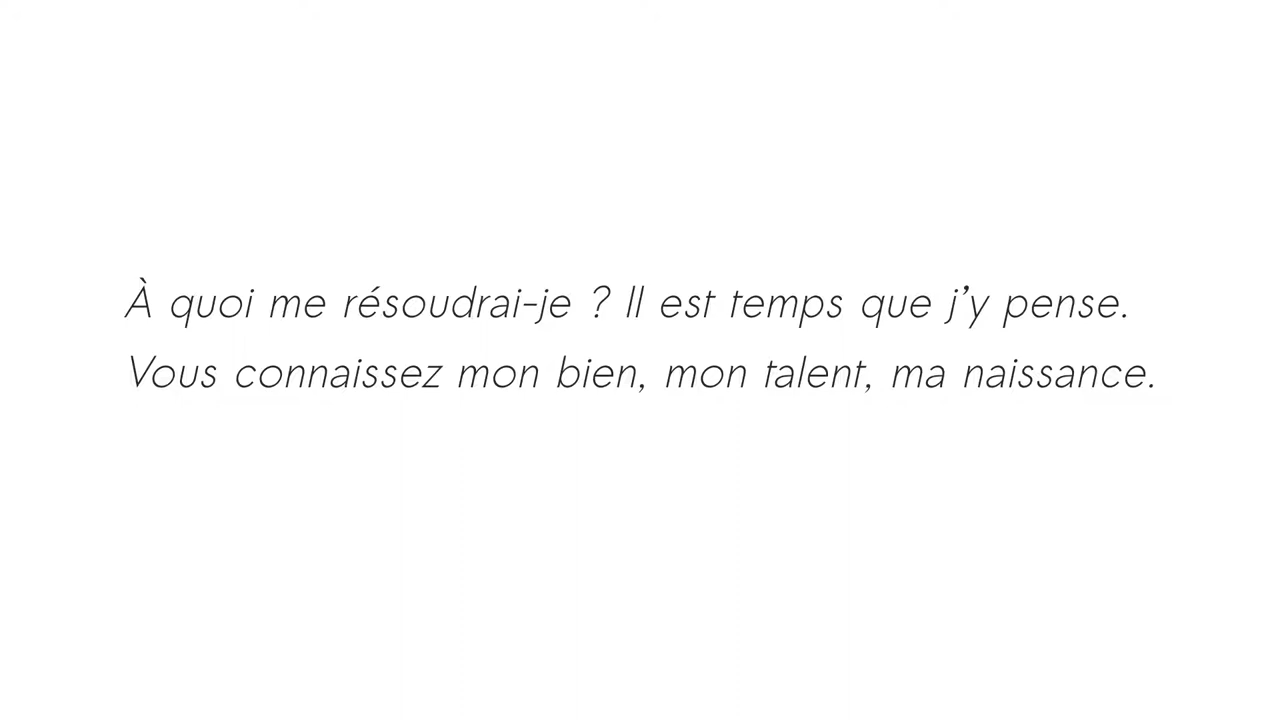 À quoi me résoudrai-je ? Il est temps que j’y pense.
Vous connaissez mon bien, mon talent, ma naissance.